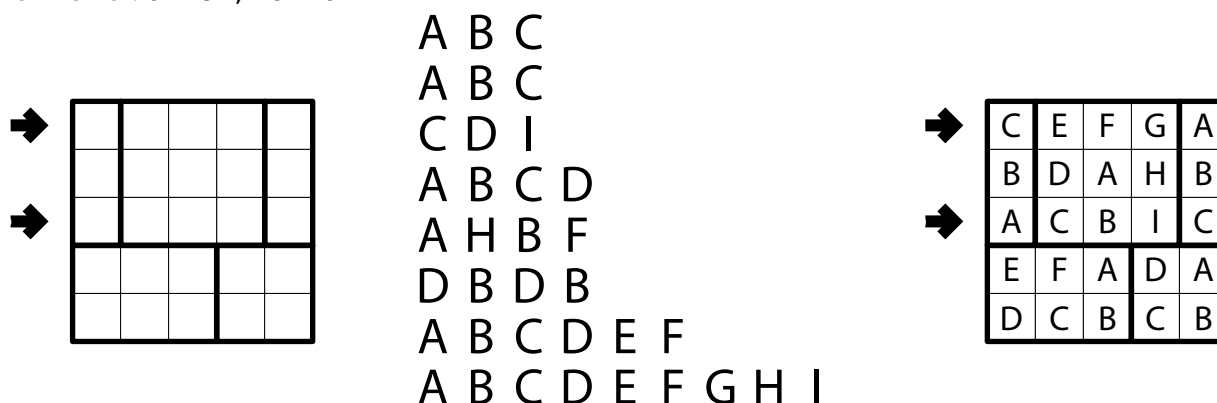 A B C
A B C
C D I
A B C D
A H B F
D B D B
A B C D E F
A B C D E F G H I
C E F G A
B D A H B
A C B I C
E F A D A
D C B C B